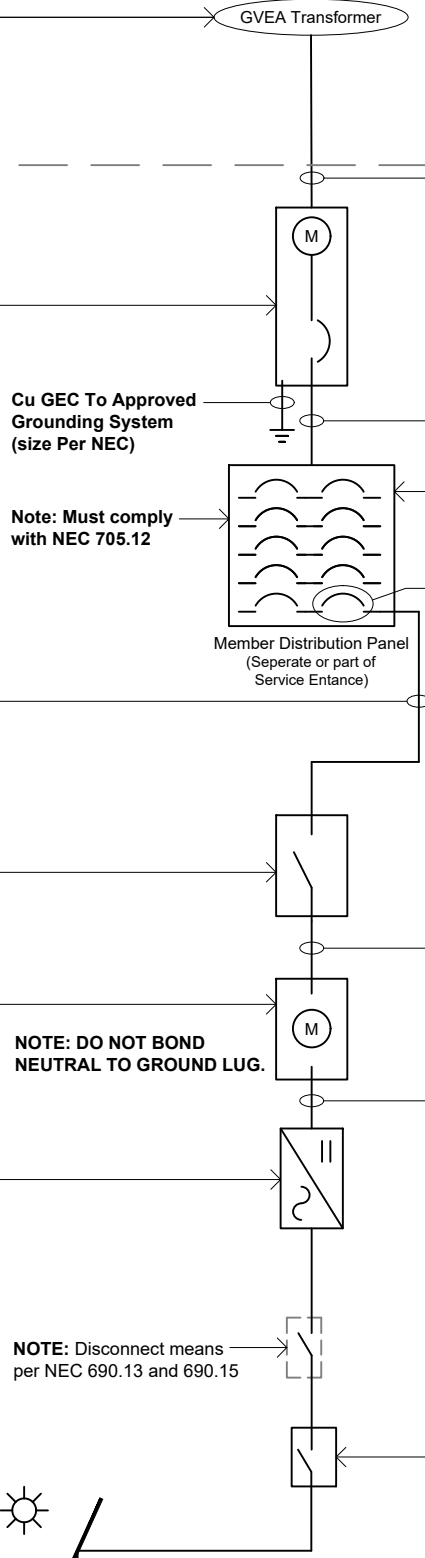 GVEA Transformer
M
Cu GEC To Approved
Grounding System
(size Per NEC)
Note: Must comply
with NEC 705.12
Member Distribution Panel
(Seperate or part of
Service Entance)
M
NOTE: DO NOT BOND
NEUTRAL TO GROUND LUG.
NOTE: Disconnect means
per NEC 690.13 and 690.15